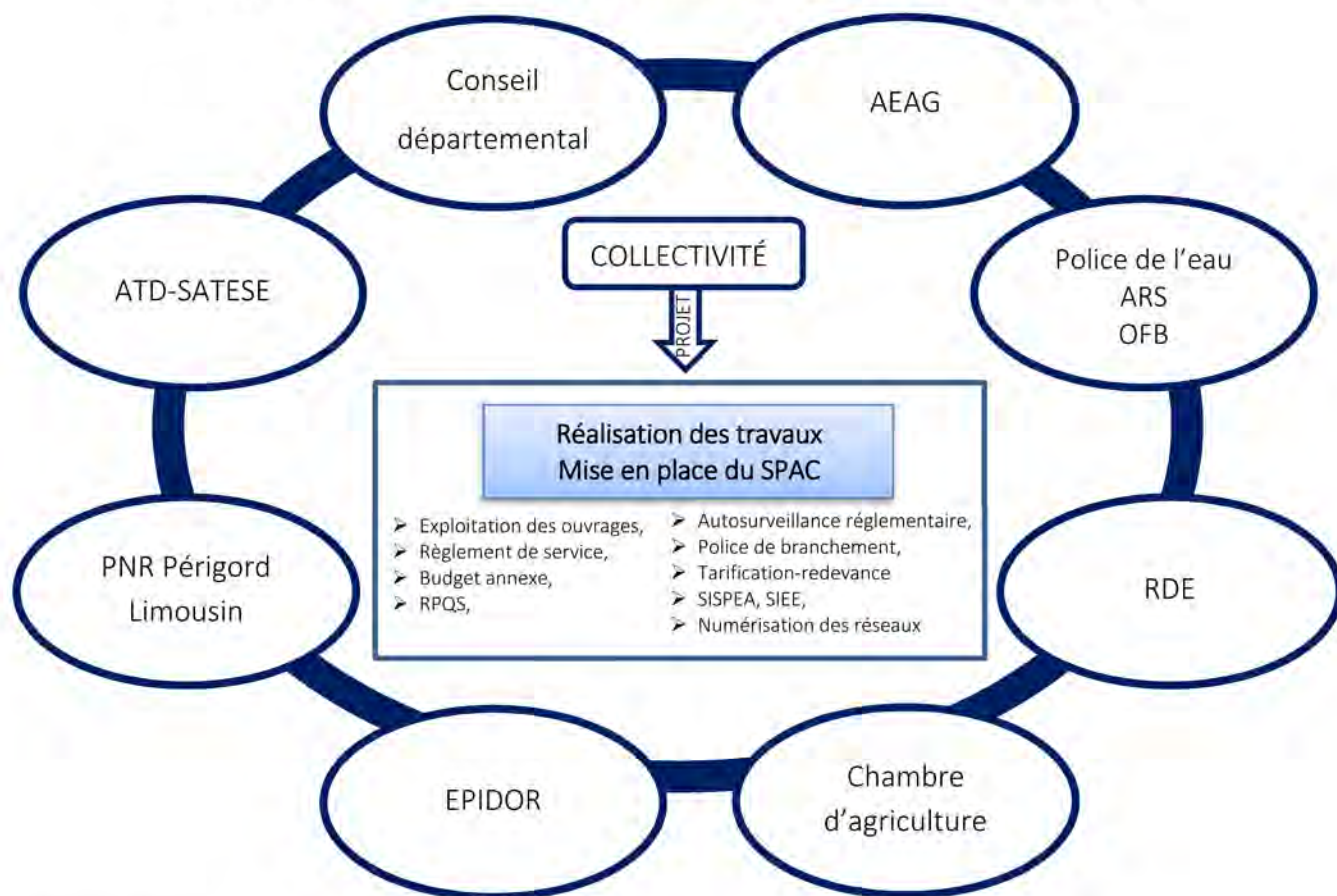 Conseil
départemental
AEAG
Police de l'eau
ARS
OFB
RDE
Chambre
d'agriculture
EPIDOR
PNR Périgord
Limousin
ATD-SATESE
COLLECTIVITÉ
PROJET
Réalisation des travaux
Mise en place du SPAC
➢ Exploitation des ouvrages,
➢ Règlement de service,
➢ Budget annexe,
➢ RPQS,
➢ Autosurveillance réglementaire,
➢ Police de branchement,
➢ Tarification-redevance
➢ SISPEA, SIEE,
➢ Numérisation des réseaux